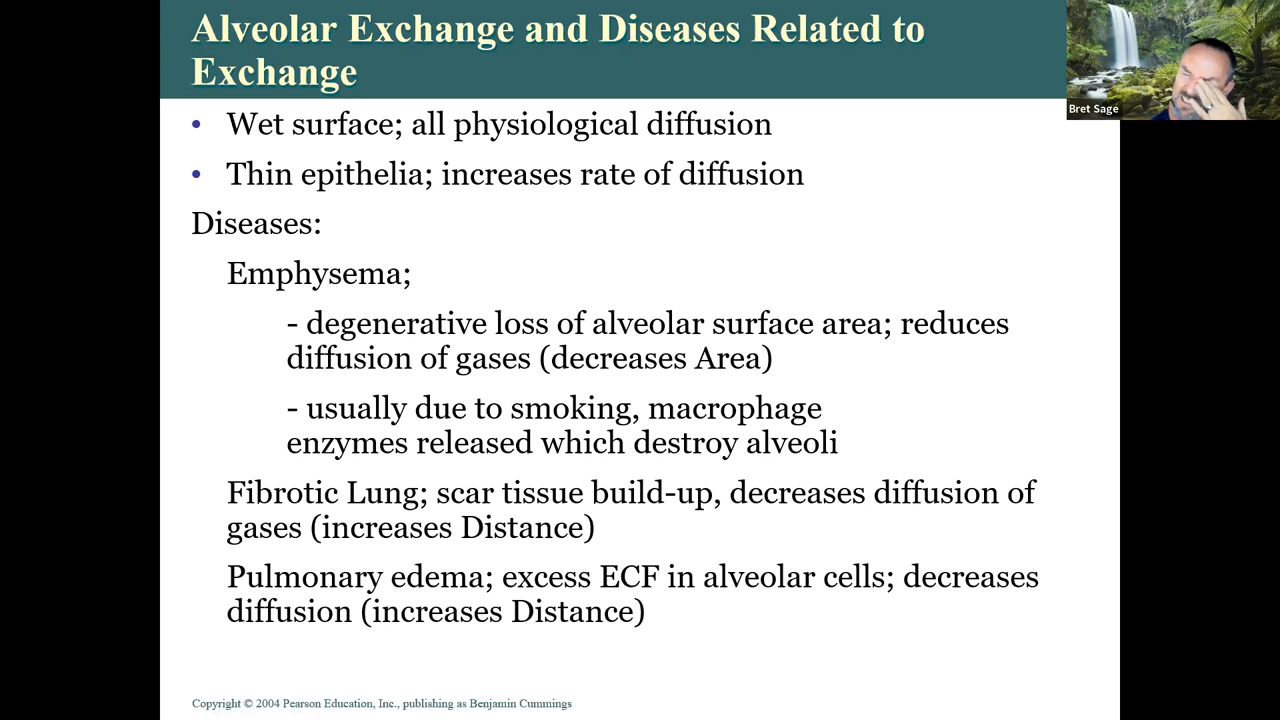 Alveolar Exchange and Diseases Related to
Exchange
Bret Sage
• Wet surface; all physiological diffusion
• Thin epithelia; increases rate of diffusion
Diseases:
Emphysema;
- degenerative loss of alveolar surface area; reduces
diffusion of gases (decreases Area)
- usually due to smoking, macrophage
enzymes released which destroy alveoli
Fibrotic Lung; scar tissue build-up, decreases diffusion of
gases (increases Distance)
Pulmonary edema; excess ECF in alveolar cells; decreases
diffusion (increases Distance)
Copyright © 2004 Pearson Education, Inc., publishing as Benjamin Cummings